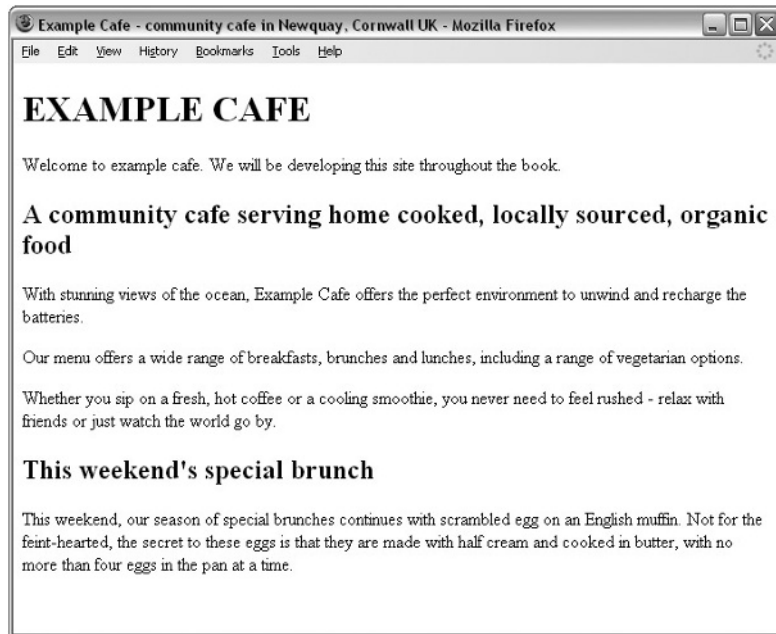 Example Cafe - community cafe in Newquay, Cornwall UK - Mozilla Firefox
File Edit View History Bookmarks Tools Help
EXAMPLE CAFE
Welcome to example cafe. We will be developing this site throughout the book.
A community cafe serving home cooked, locally sourced, organic
food
With stunning views of the ocean, Example Cafe offers the perfect environment to unwind and recharge the
batteries.
Our menu offers a wide range of breakfasts, brunches and lunches, including a range of vegetarian options.
Whether you sip on a fresh, hot coffee or a cooling smoothie, you never need to feel rushed - relax with
friends or just watch the world go by.
This weekend's special brunch
This weekend, our season of special brunches continues with scrambled egg on an English muffin. Not for the
feint-hearted, the secret to these eggs is that they are made with half cream and cooked in butter, with no
more than four eggs in the pan at a time.